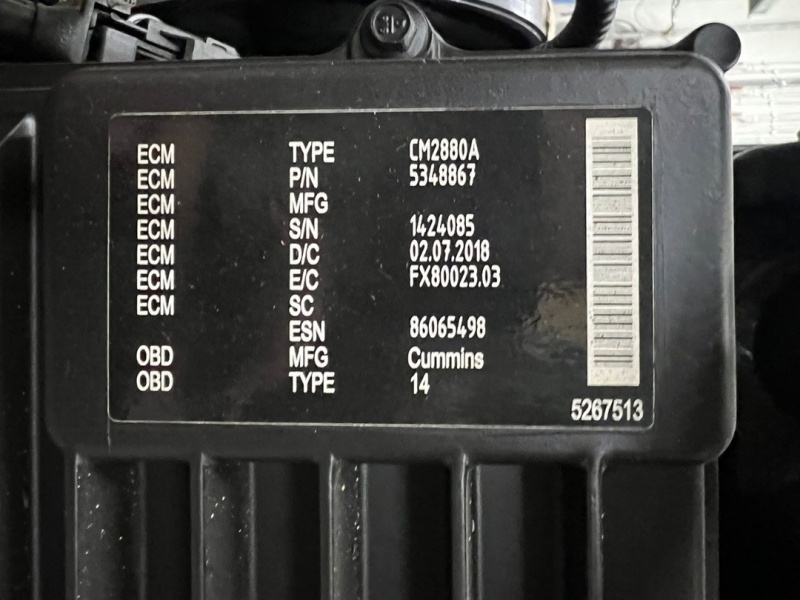 ECM TYPE CM2880A
ECM P/N 5348867
ECM MFG
ECM S/N 1424085
ECM D/C 02.07.2018
ECM E/C FX80023.03
ECM SC
ESN 86065498
OBD MFG Cummins
OBD TYPE 14
5267513